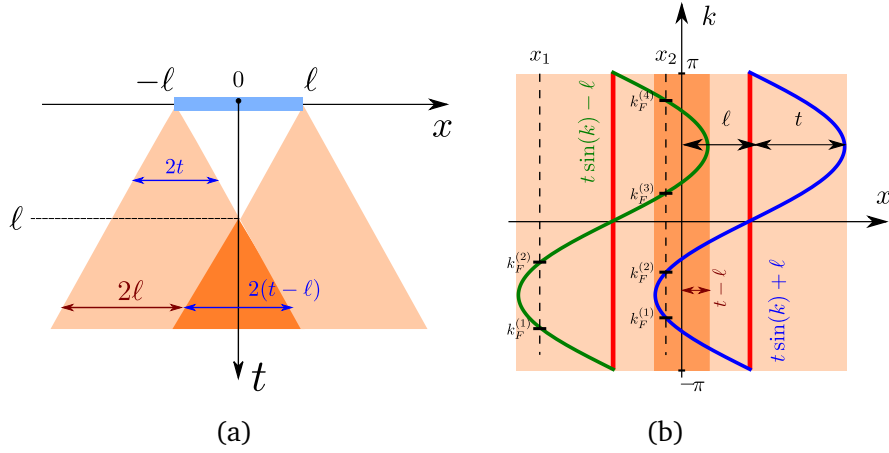 −ℓ
0
ℓ
x
2t
ℓ
2ℓ
2(t − ℓ)
t
(a)
x₁
x₂
k
π
t sin(k) − ℓ
k_F^{(4)}
ℓ
t
k_F^{(3)}
x
k_F^{(2)}
k_F^{(2)}
t − ℓ
t sin(k) + ℓ
k_F^{(1)}
k_F^{(1)}
−π
(b)